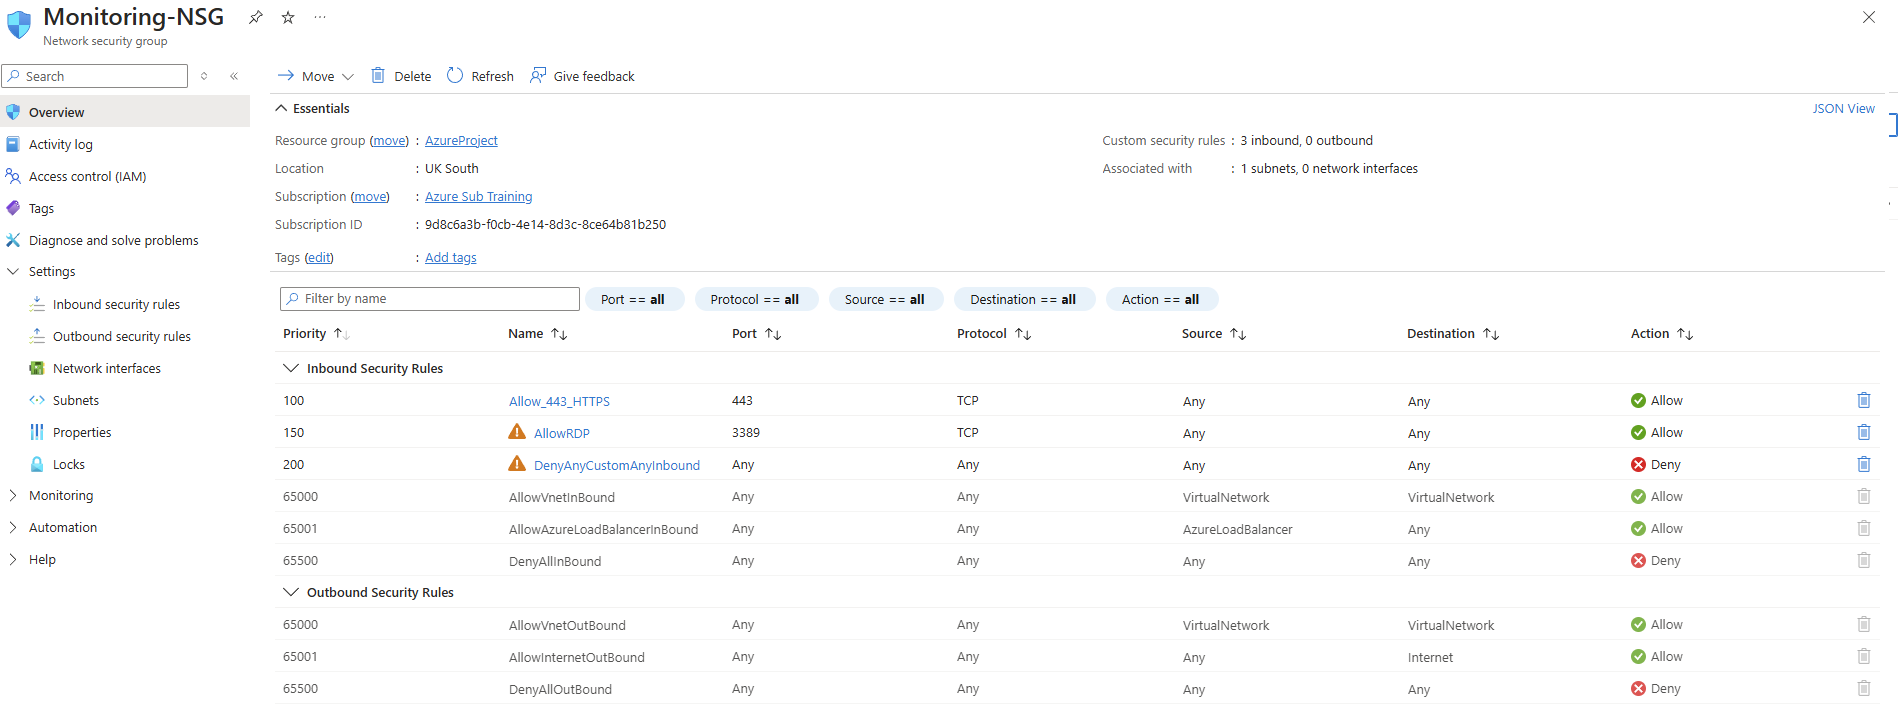 Monitoring-NSG
Network security group
Search
Overview
Activity log
Access control (IAM)
Tags
Diagnose and solve problems
Settings
Inbound security rules
Outbound security rules
Network interfaces
Subnets
Properties
Locks
Monitoring
Automation
Help
Move Delete Refresh Give feedback
Essentials JSON View
Resource group (move) : AzureProject Custom security rules : 3 inbound, 0 outbound
Location : UK South Associated with : 1 subnets, 0 network interfaces
Subscription (move) : Azure Sub Training
Subscription ID : 9d8c6a3b-f0cb-4e14-8d3c-8ce64b81b250
Tags (edit) : Add tags
Filter by name Port == all Protocol == all Source == all Destination == all Action == all
Priority Name Port Protocol Source Destination Action
Inbound Security Rules
100 Allow_443_HTTPS 443 TCP Any Any Allow
150 AllowRDP 3389 TCP Any Any Allow
200 DenyAnyCustomAnyInbound Any Any Any Any Deny
65000 AllowVnetInBound Any Any VirtualNetwork VirtualNetwork Allow
65001 AllowAzureLoadBalancerInBound Any Any AzureLoadBalancer Any Allow
65500 DenyAllInBound Any Any Any Any Deny
Outbound Security Rules
65000 AllowVnetOutBound Any Any VirtualNetwork VirtualNetwork Allow
65001 AllowInternetOutBound Any Any Any Internet Allow
65500 DenyAllOutBound Any Any Any Any Deny